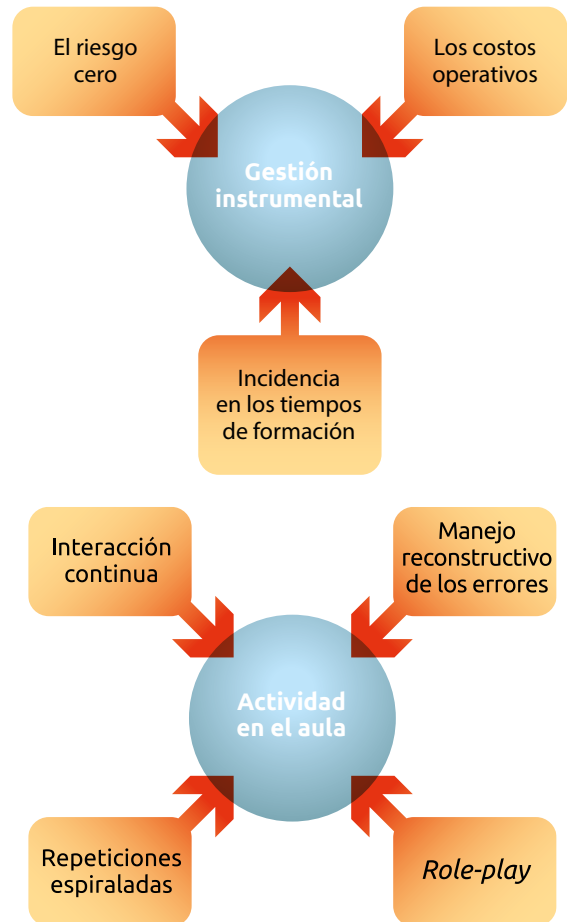 El riesgo
cero
Los costos
operativos
Gestión
instrumental
Incidencia
en los tiempos
de formación
Interacción
continua
Manejo
reconstructivo
de los errores
Actividad
en el aula
Repeticiones
espiraladas
Role-play